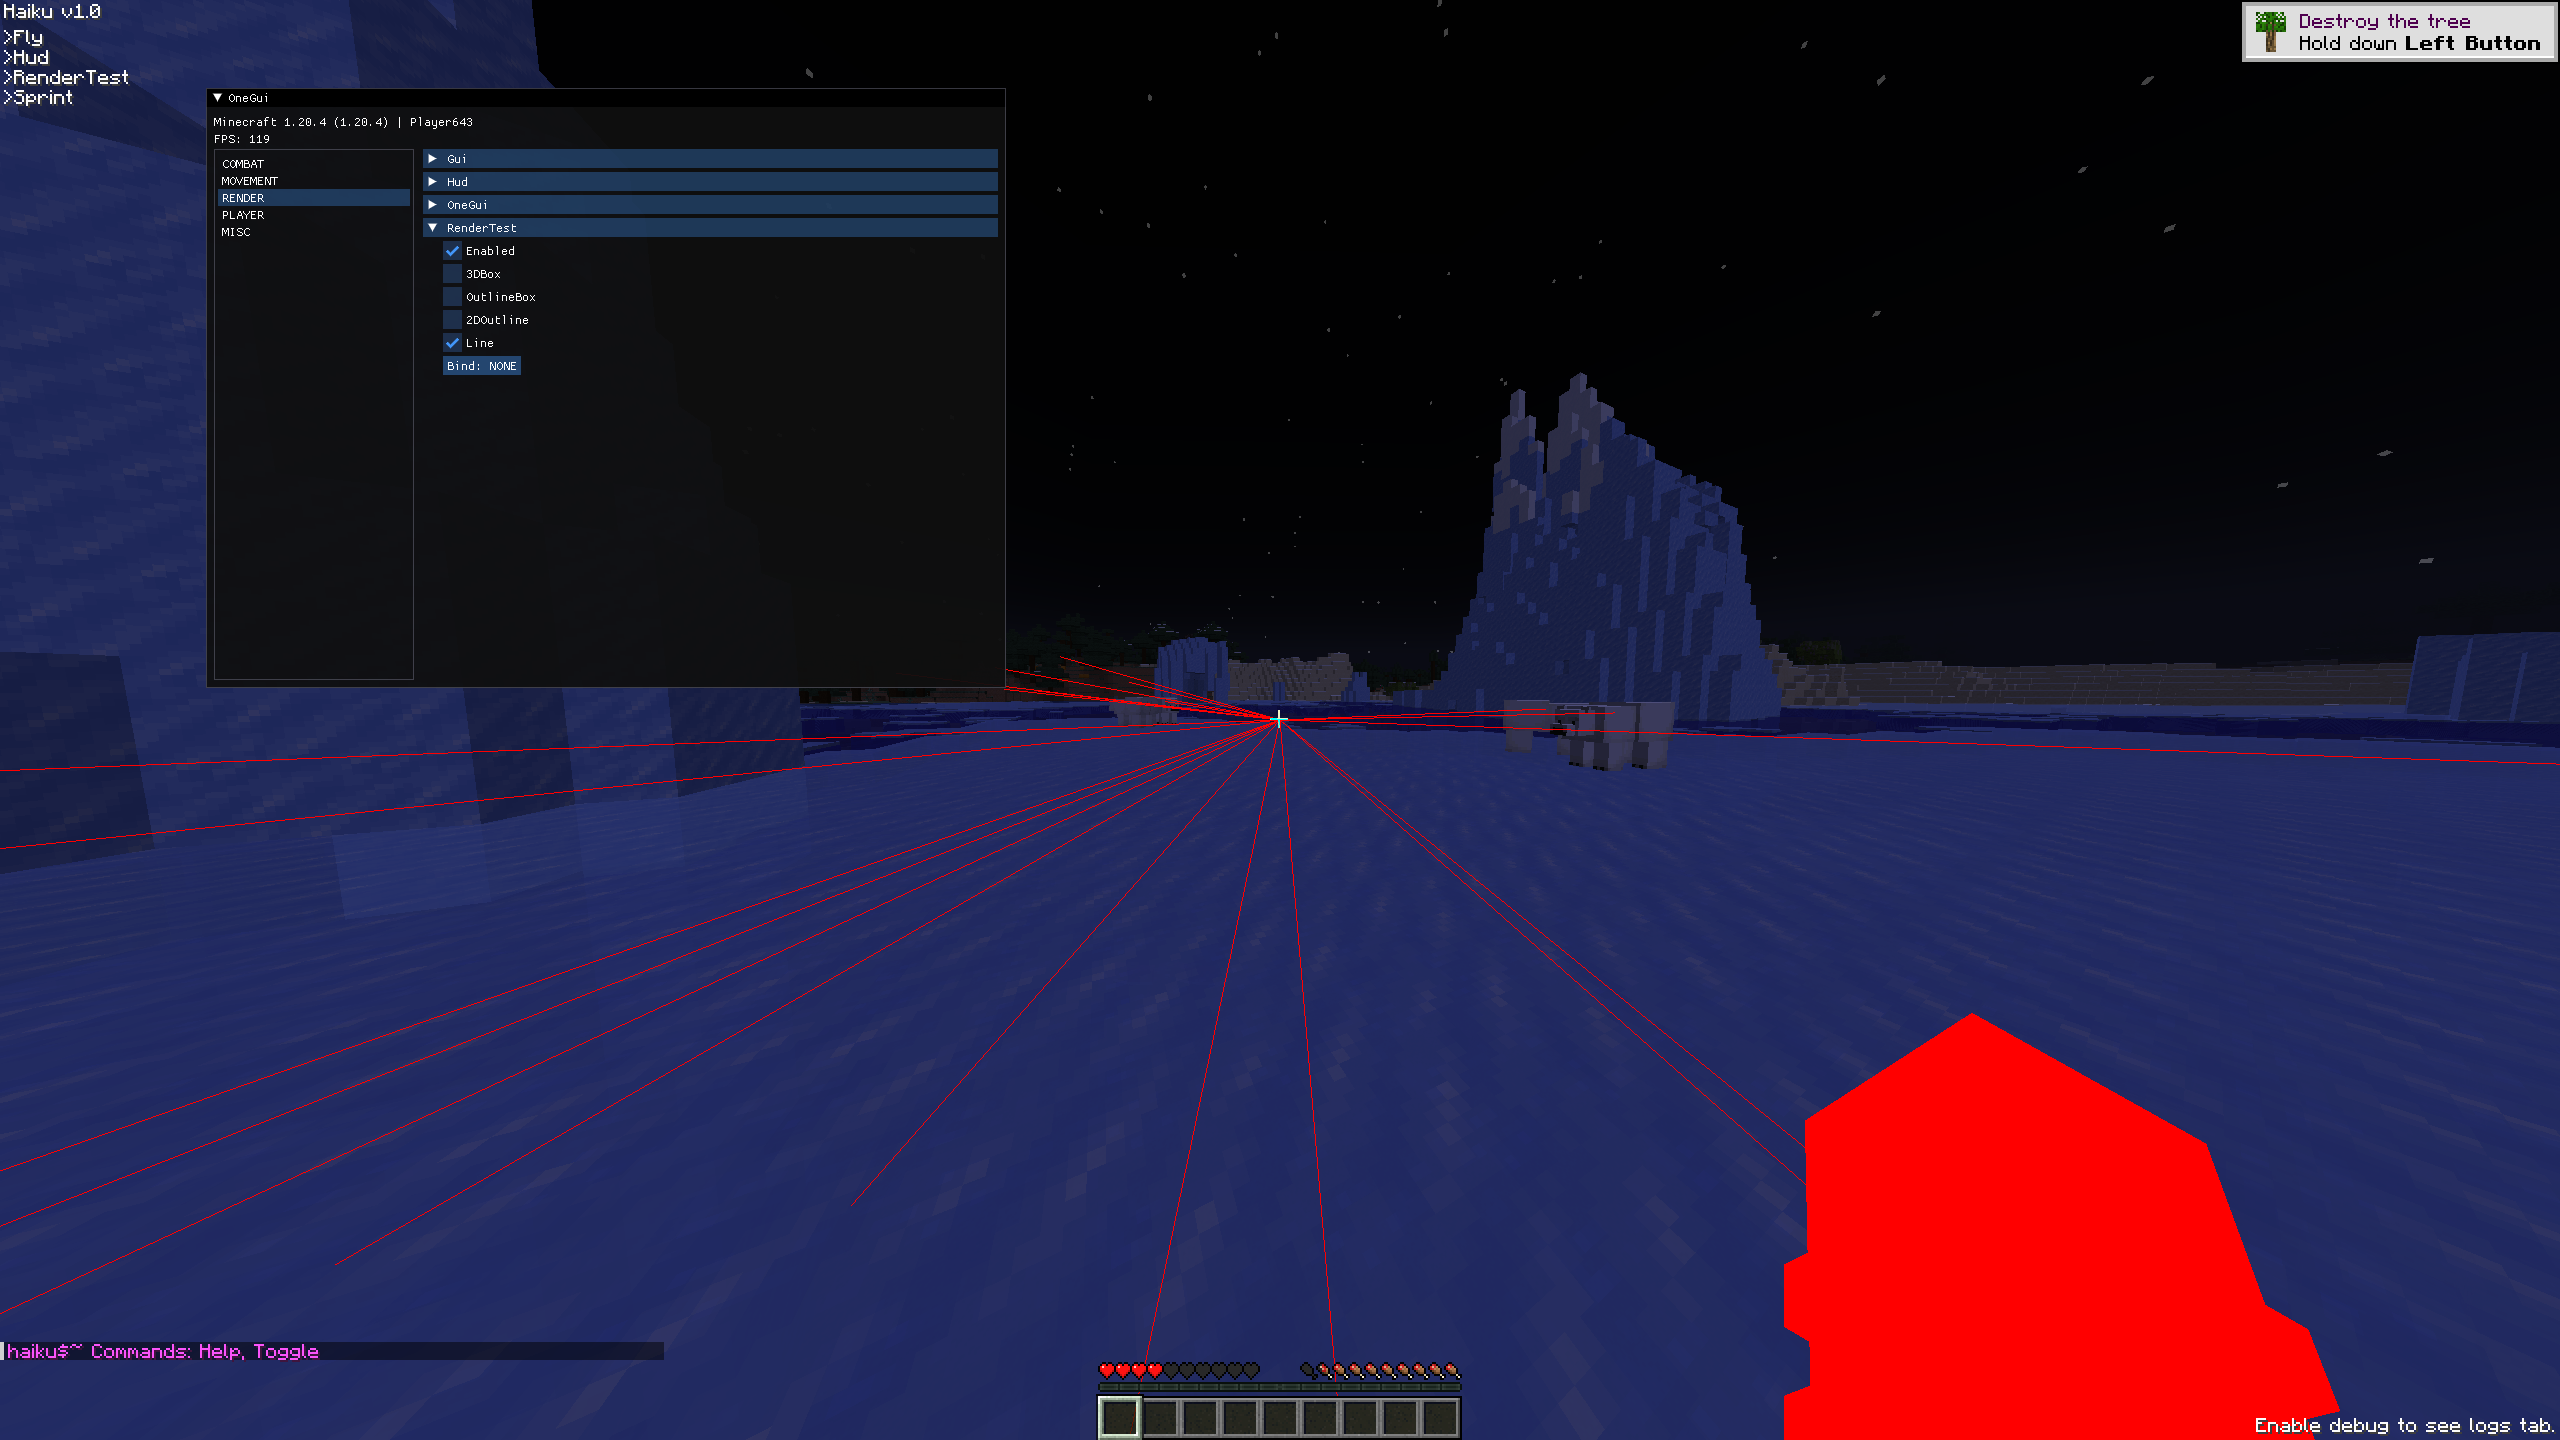 Haiku v1.0
>Fly
>Hud
>RenderTest
>Sprint
Destroy the tree
Hold down Left Button
OneGui
Minecraft 1.20.4 (1.20.4) | Player643
FPS: 119
COMBAT
MOVEMENT
RENDER
PLAYER
MISC
Gui
Hud
OneGui
RenderTest
Enabled
3DBox
OutlineBox
2DOutline
Line
Bind: NONE
haiku$~ Commands: Help, Toggle
Enable debug to see logs tab.